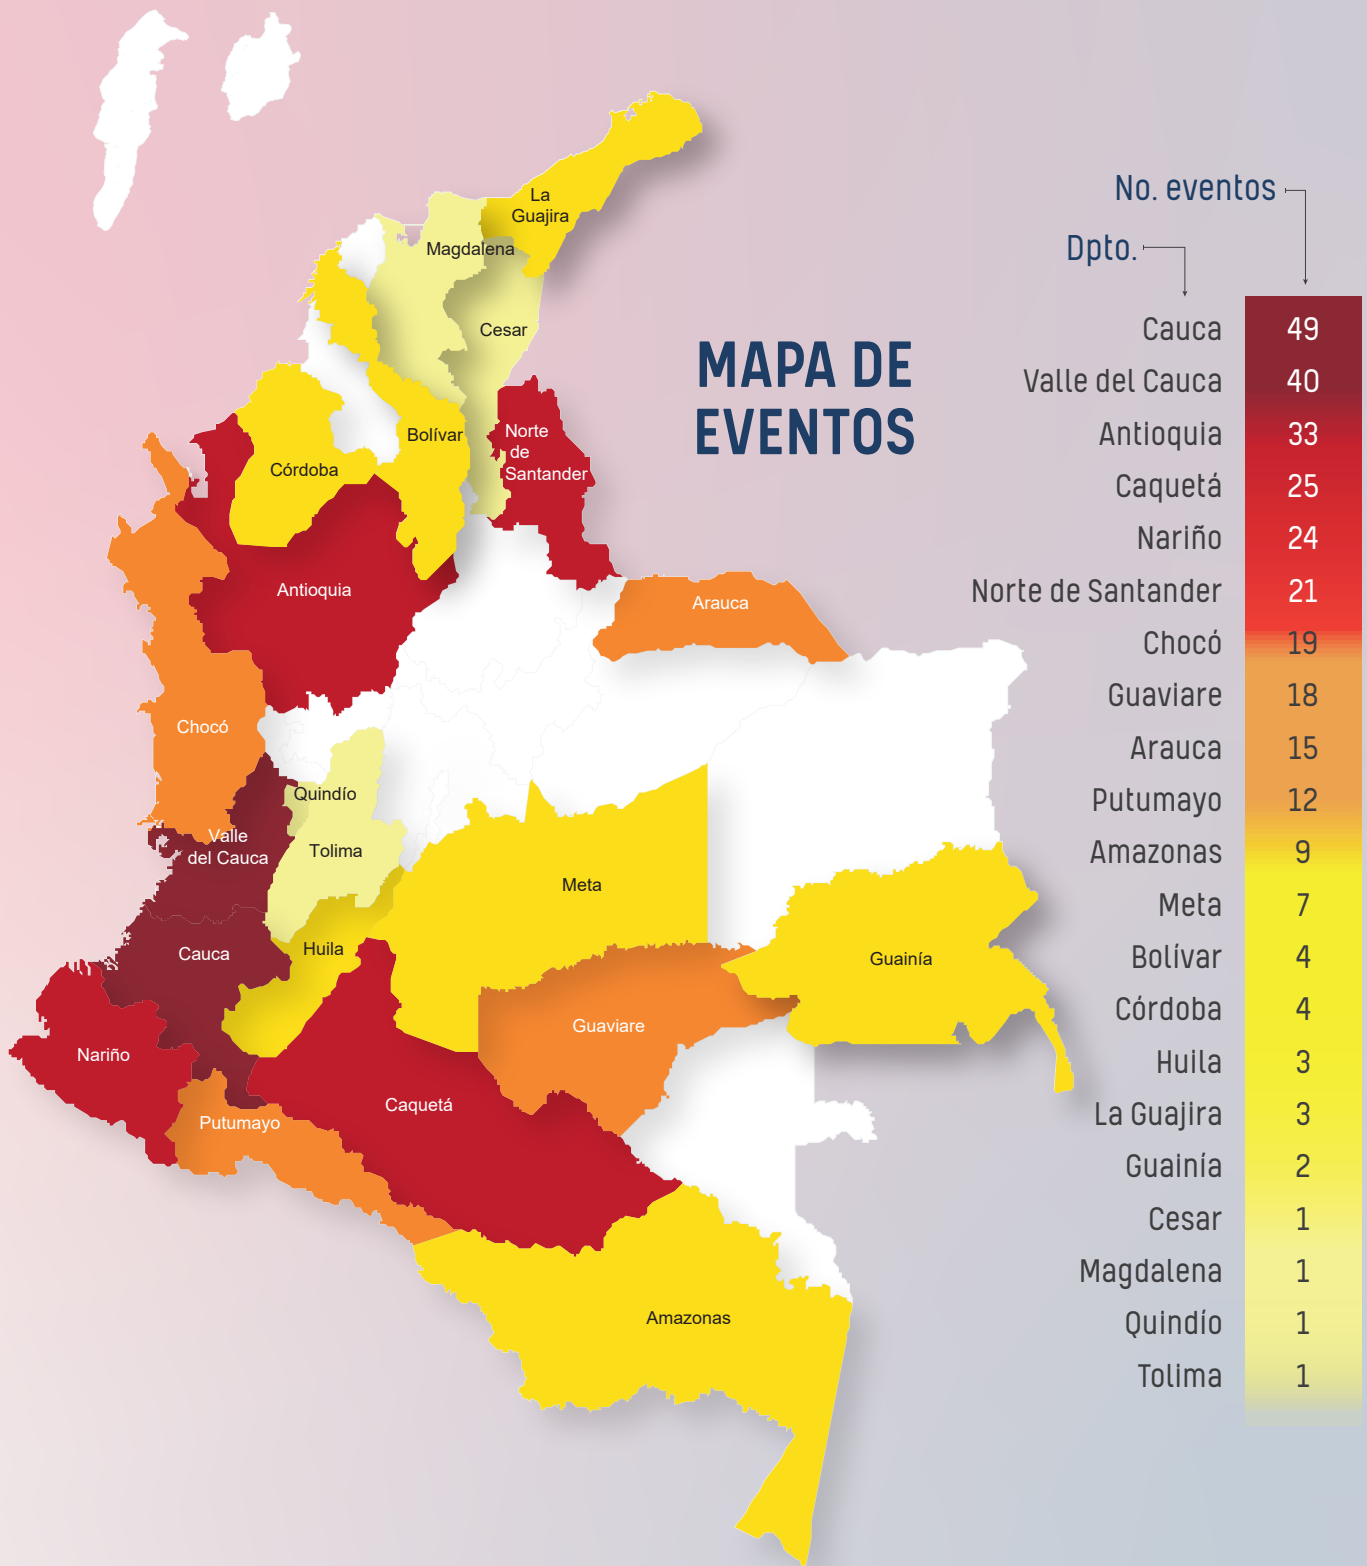 La
Guajira
Magdalena
Cesar
Bolívar
Norte
de
Santander
Córdoba
Antioquia
Arauca
Chocó
Quindío
Valle
del Cauca
Tolima
Meta
Cauca
Huila
Guainía
Nariño
Guaviare
Putumayo
Caquetá
Amazonas
MAPA DE
EVENTOS
No. eventos
Dpto.
Cauca 49
Valle del Cauca 40
Antioquia 33
Caquetá 25
Nariño 24
Norte de Santander 21
Chocó 19
Guaviare 18
Arauca 15
Putumayo 12
Amazonas 9
Meta 7
Bolívar 4
Córdoba 4
Huila 3
La Guajira 3
Guainía 2
Cesar 1
Magdalena 1
Quindío 1
Tolima 1